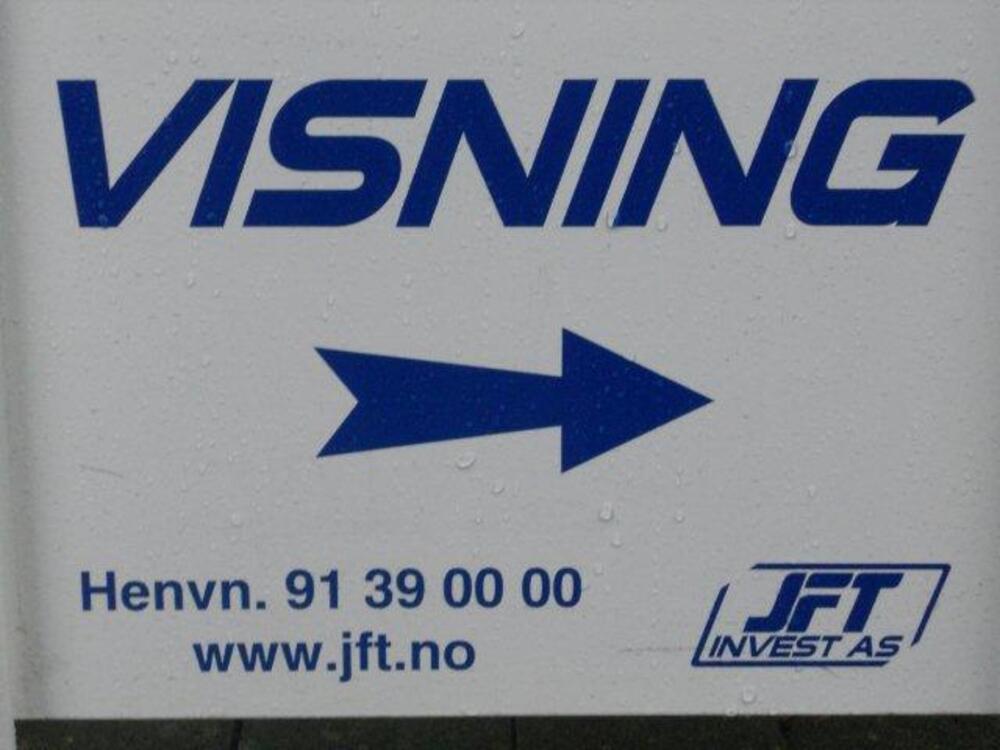 VISNING
Henvn. 91 39 00 00
www.jft.no
JFT
INVEST AS